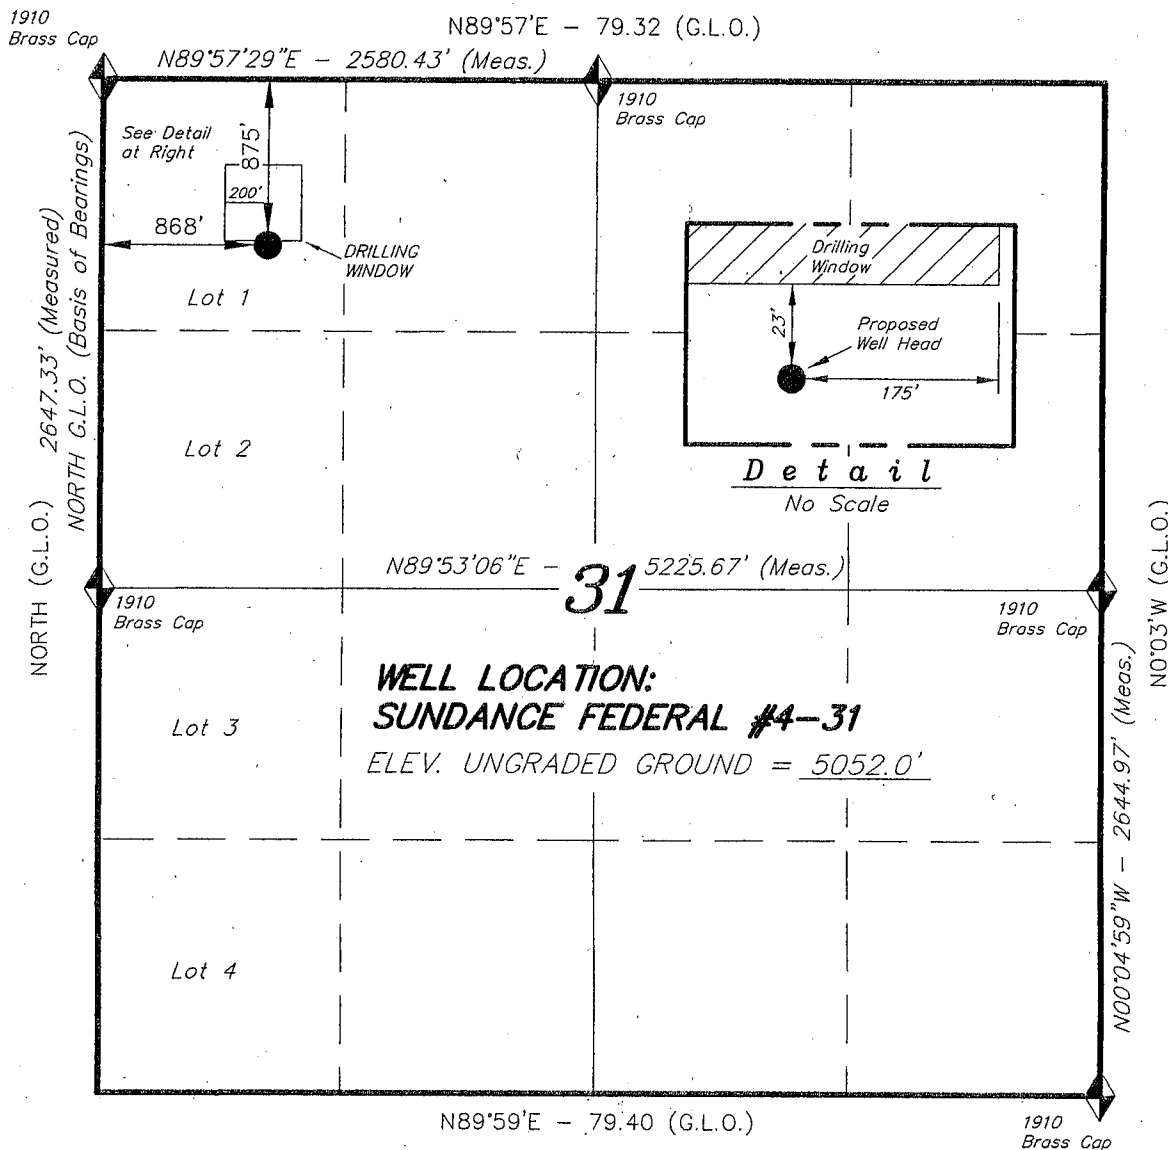 1910
Brass Cap
N89°57'E - 79.32 (G.L.O.)
N89°57'29"E - 2580.43' (Meas.)
1910
Brass Cap
See Detail
at Right
875'
200'
868'
DRILLING
WINDOW
Lot 1
Drilling
Window
23'
Proposed
Well Head
175'
Detail
No Scale
Lot 2
NORTH (G.L.O.)
2647.33' (Measured)
NORTH G.L.O. (Basis of Bearings)
N89°53'06"E - 5225.67' (Meas.)
31
1910
Brass Cap
1910
Brass Cap
N0°03'W (G.L.O.)
WELL LOCATION:
SUNDANCE FEDERAL #4-31
ELEV. UNGRADED GROUND = 5052.0'
Lot 3
N00°04'59"W - 2644.97' (Meas.)
Lot 4
N89°59'E - 79.40 (G.L.O.)
1910
Brass Cap